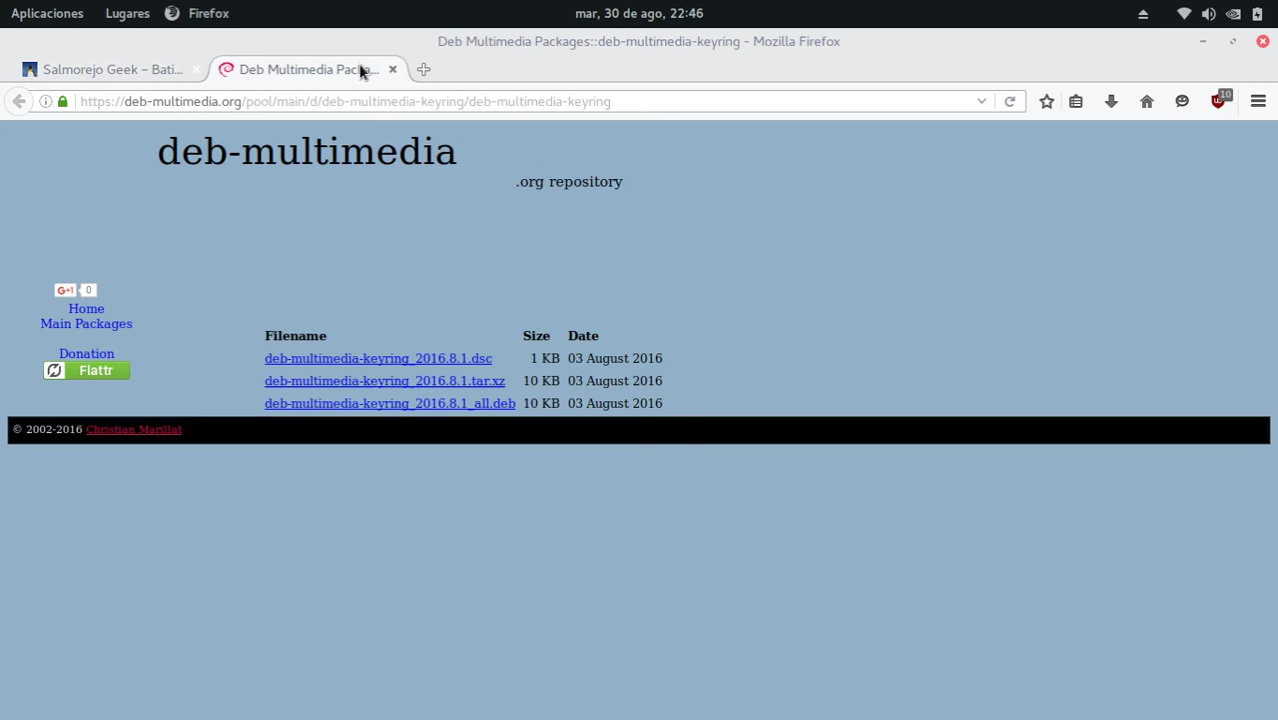 Aplicaciones Lugares Firefox mar, 30 de ago, 22:46
Deb Multimedia Packages::deb-multimedia-keyring - Mozilla Firefox
Salmorejo Geek – Bati... Deb Multimedia Packa...
https://deb-multimedia.org/pool/main/d/deb-multimedia-keyring/deb-multimedia-keyring 10
deb-multimedia
.org repository
G+1 0
Home
Main Packages
Donation
Flattr
Filename Size Date
deb-multimedia-keyring_2016.8.1.dsc 1 KB 03 August 2016
deb-multimedia-keyring_2016.8.1.tar.xz 10 KB 03 August 2016
deb-multimedia-keyring_2016.8.1_all.deb 10 KB 03 August 2016
© 2002-2016 Christian Marillat